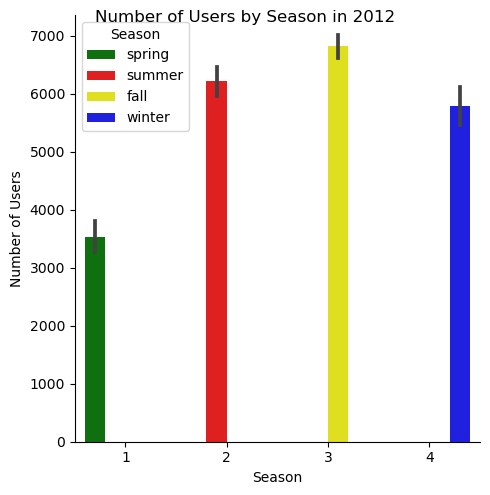 Number of Users by Season in 2012
Season
spring
summer
fall
winter
Number of Users
7000
6000
5000
4000
3000
2000
1000
0
1 2 3 4
Season